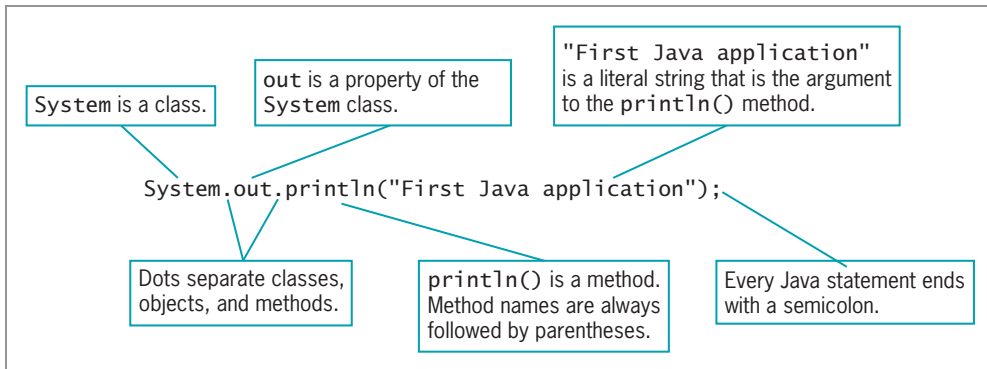 "First Java application"
is a literal string that is the argument
to the println() method.
out is a property of the
System class.
System is a class.
System.out.println("First Java application");
Dots separate classes,
objects, and methods.
println() is a method.
Method names are always
followed by parentheses.
Every Java statement ends
with a semicolon.